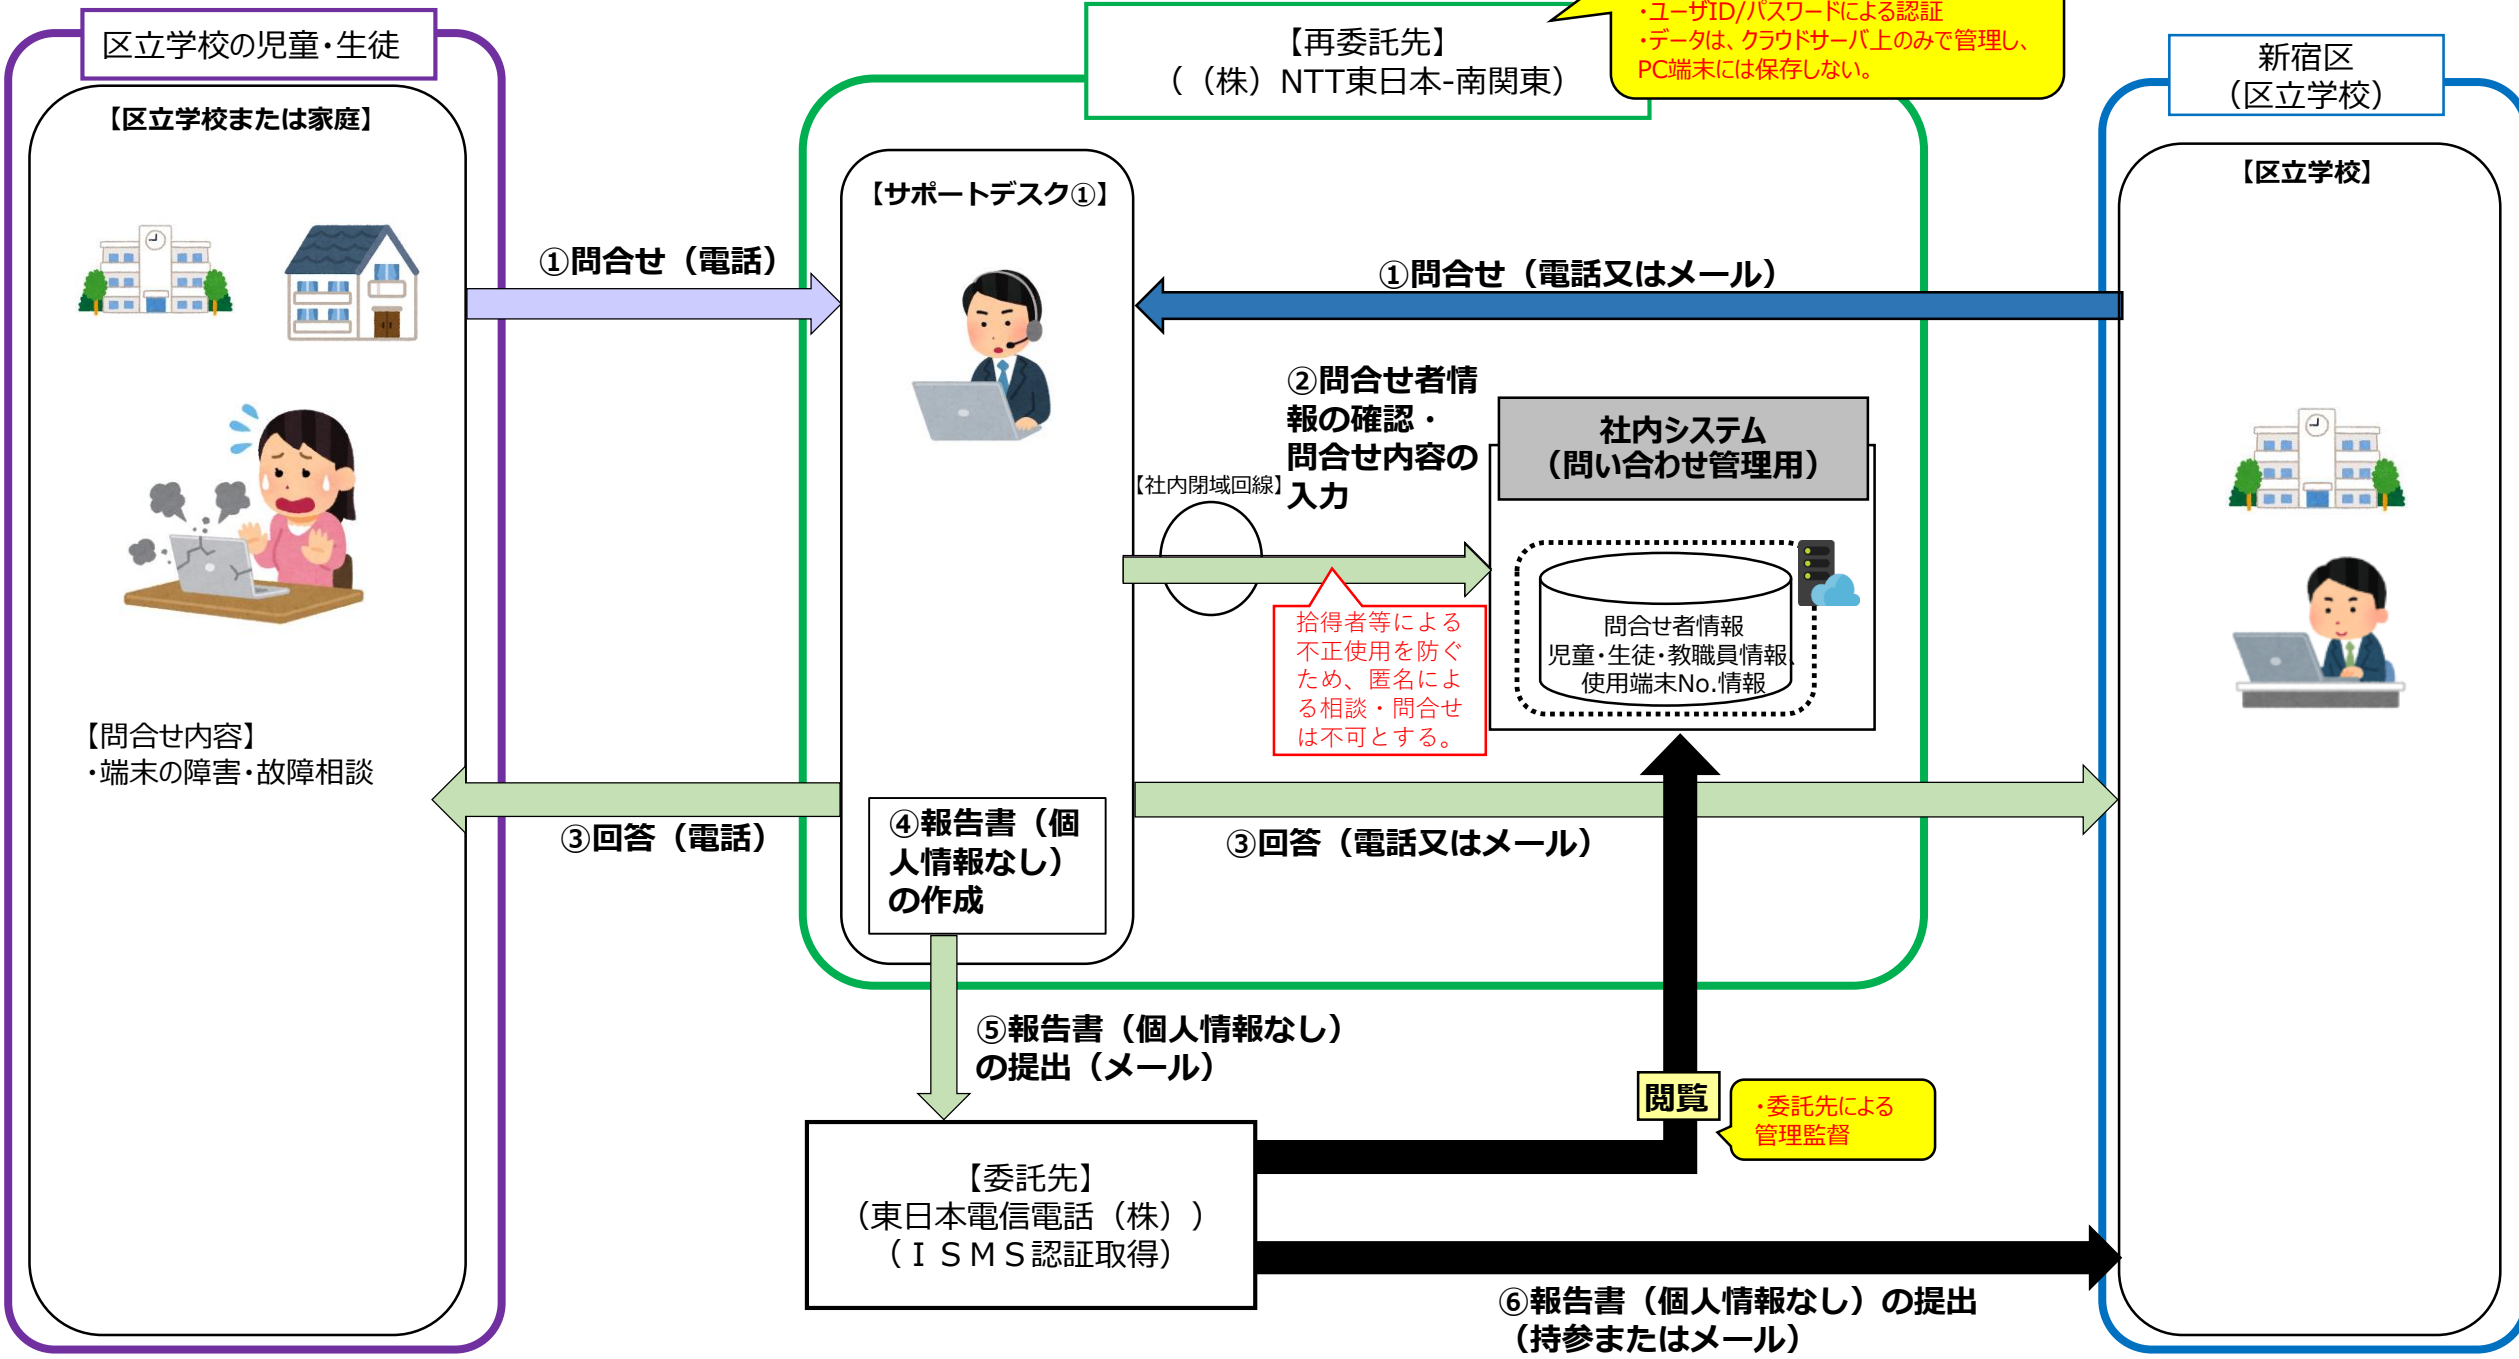 区立学校の児童・生徒
【区立学校または家庭】
①問合せ（電話）
【問合せ内容】
・端末の障害・故障相談
③回答（電話）
【再委託先】
（（株）NTT東日本-南関東）
・ユーザID/パスワードによる認証
・データは、クラウドサーバ上のみで管理し、
PC端末には保存しない。
【サポートデスク①】
①問合せ（電話又はメール）
②問合せ者情
報の確認・
問合せ内容の
入力
【社内閉域回線】
社内システム
（問い合わせ管理用）
問合せ者情報
児童・生徒・教職員情報、
使用端末No.情報
拾得者等による
不正使用を防ぐ
ため、匿名によ
る相談・問合せ
は不可とする。
④報告書（個
人情報なし）
の作成
③回答（電話又はメール）
⑤報告書（個人情報なし）
の提出（メール）
閲覧
・委託先による
管理監督
【委託先】
（東日本電信電話（株））
（ＩＳＭＳ認証取得）
⑥報告書（個人情報なし）の提出
（持参またはメール）
新宿区
（区立学校）
【区立学校】